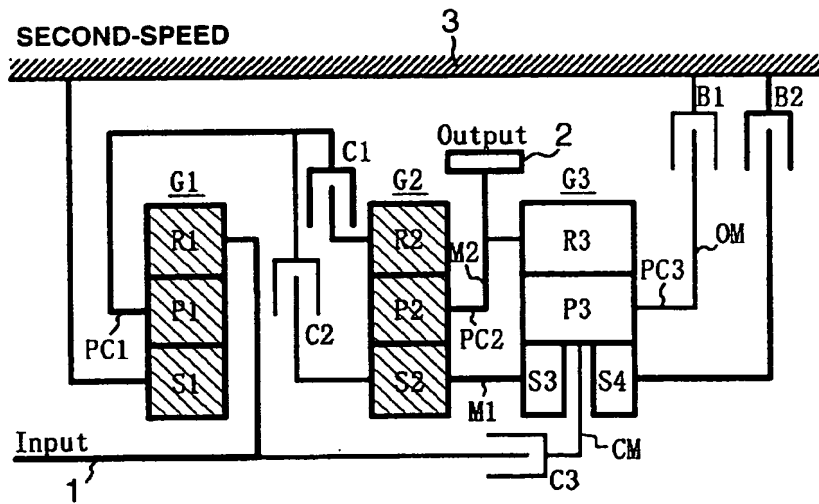 SECOND-SPEED
3
B1
B2
Output
2
C1
G1
G2
G3
R1
R2
M2
R3
OM
PC3
P1
P2
P3
PC1
C2
PC2
S1
S2
S3
S4
M1
Input
CM
1
C3